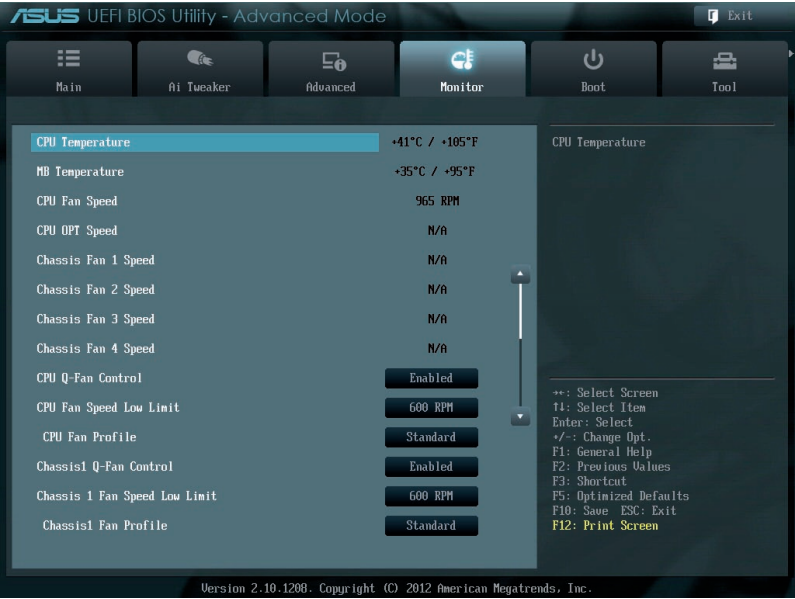 ASUS UEFI BIOS Utility - Advanced Mode
Exit
Main Ai Tweaker Advanced Monitor Boot Tool
CPU Temperature +41°C / +105°F
MB Temperature +35°C / +95°F
CPU Fan Speed 965 RPM
CPU OPT Speed N/A
Chassis Fan 1 Speed N/A
Chassis Fan 2 Speed N/A
Chassis Fan 3 Speed N/A
Chassis Fan 4 Speed N/A
CPU Q-Fan Control Enabled
CPU Fan Speed Low Limit 600 RPM
CPU Fan Profile Standard
Chassis1 Q-Fan Control Enabled
Chassis 1 Fan Speed Low Limit 600 RPM
Chassis1 Fan Profile Standard
CPU Temperature
→←: Select Screen
↑↓: Select Item
Enter: Select
+/-: Change Opt.
F1: General Help
F2: Previous Values
F3: Shortcut
F5: Optimized Defaults
F10: Save ESC: Exit
F12: Print Screen
Version 2.10.1208. Copyright (C) 2012 American Megatrends, Inc.